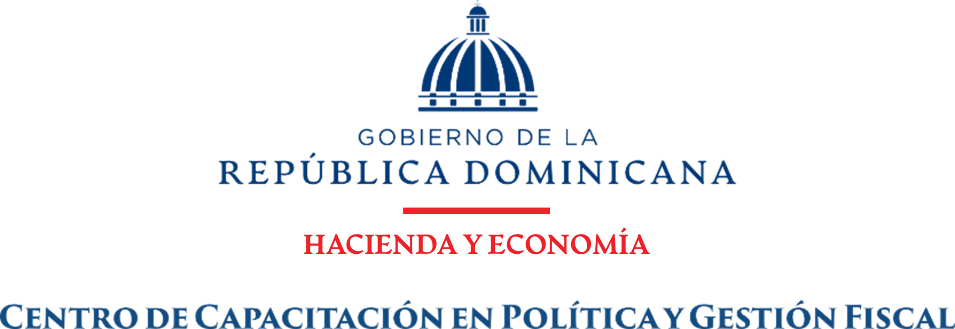 GOBIERNO DE LA
REPÚBLICA DOMINICANA
HACIENDA Y ECONOMÍA
CENTRO DE CAPACITACIÓN EN POLÍTICA Y GESTIÓN FISCAL